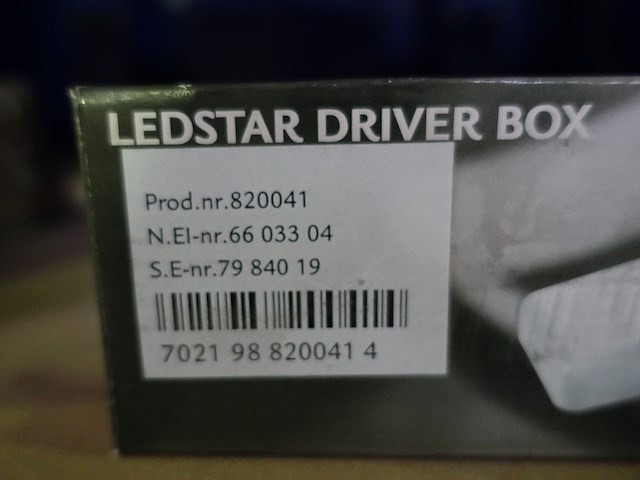 LEDSTAR DRIVER BOX
Prod.nr.820041
N.El-nr.66 033 04
S.E-nr.79 840 19
7021 98 820041 4